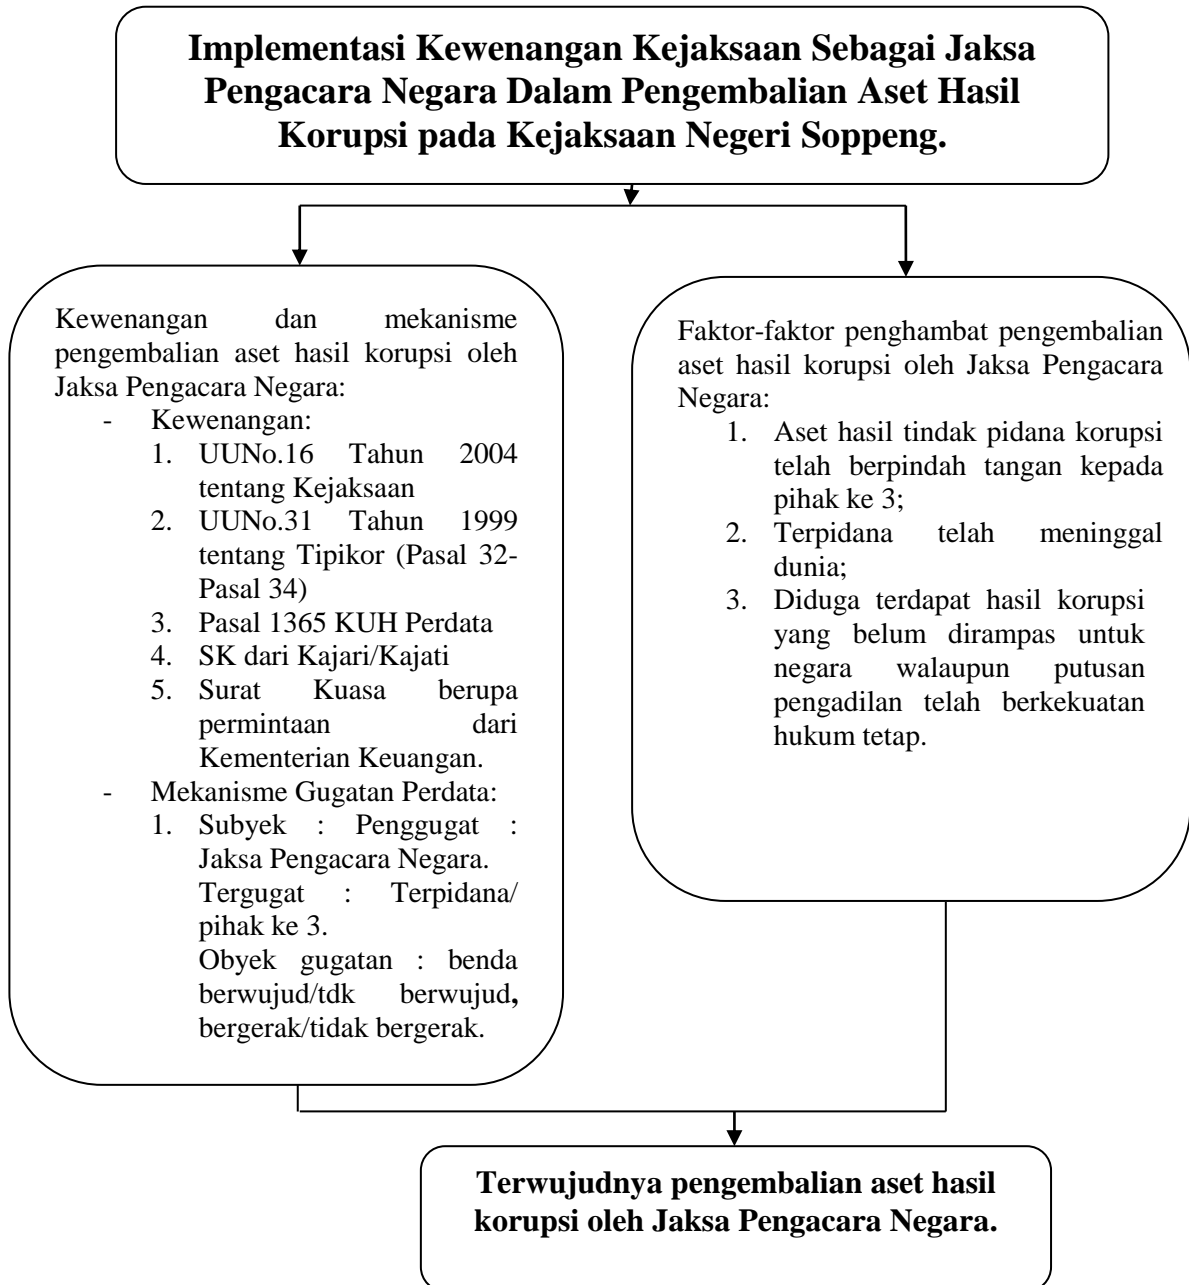 Implementasi Kewenangan Kejaksaan Sebagai Jaksa
Pengacara Negara Dalam Pengembalian Aset Hasil
Korupsi pada Kejaksaan Negeri Soppeng.
Kewenangan dan mekanisme
pengembalian aset hasil korupsi oleh
Jaksa Pengacara Negara:
- Kewenangan:
1. UUNo.16 Tahun 2004
tentang Kejaksaan
2. UUNo.31 Tahun 1999
tentang Tipikor (Pasal 32-
Pasal 34)
3. Pasal 1365 KUH Perdata
4. SK dari Kajari/Kajati
5. Surat Kuasa berupa
permintaan dari
Kementerian Keuangan.
- Mekanisme Gugatan Perdata:
1. Subyek : Penggugat :
Jaksa Pengacara Negara.
Tergugat : Terpidana/
pihak ke 3.
Obyek gugatan : benda
berwujud/tdk berwujud,
bergerak/tidak bergerak.
Faktor-faktor penghambat pengembalian
aset hasil korupsi oleh Jaksa Pengacara
Negara:
1. Aset hasil tindak pidana korupsi
telah berpindah tangan kepada
pihak ke 3;
2. Terpidana telah meninggal
dunia;
3. Diduga terdapat hasil korupsi
yang belum dirampas untuk
negara walaupun putusan
pengadilan telah berkekuatan
hukum tetap.
Terwujudnya pengembalian aset hasil
korupsi oleh Jaksa Pengacara Negara.